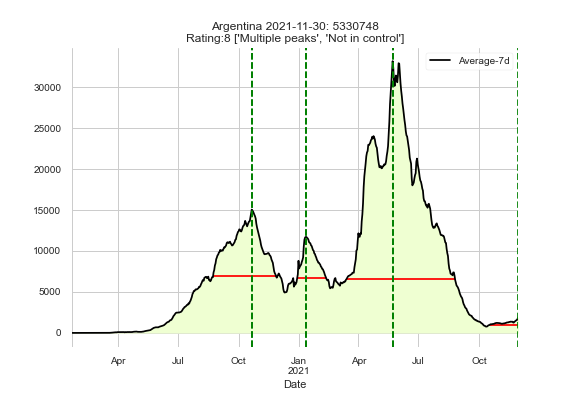 Argentina 2021-11-30: 5330748
Rating:8 ['Multiple peaks', 'Not in control']
Average-7d
30000
25000
20000
15000
10000
5000
0
Apr Jul Oct Jan Apr Jul Oct
2021
Date